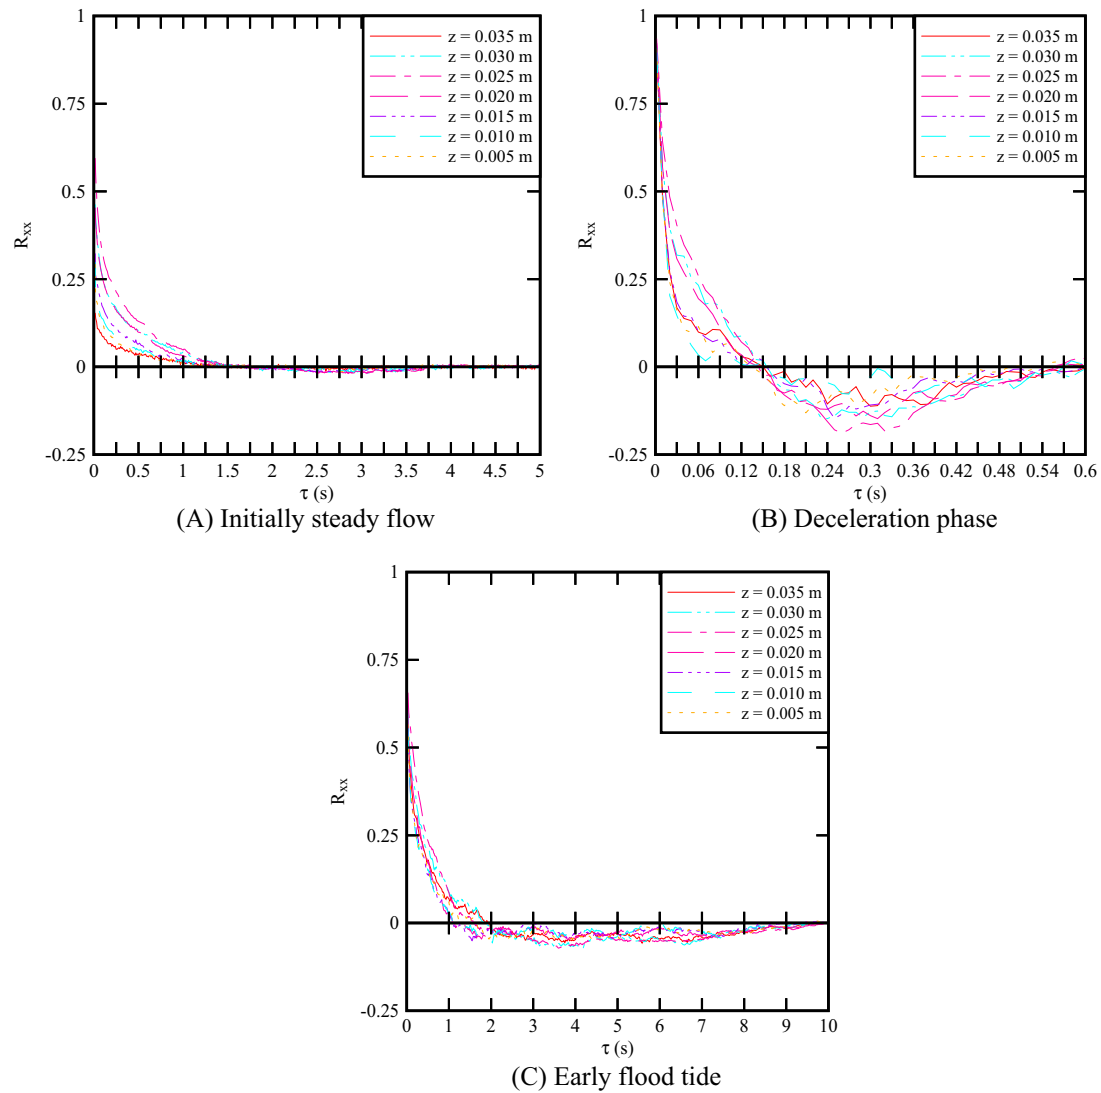 1
0.75
0.5
0.25
0
-0.25
R_xx
z = 0.035 m
z = 0.030 m
z = 0.025 m
z = 0.020 m
z = 0.015 m
z = 0.010 m
z = 0.005 m
0 0.5 1 1.5 2 2.5 3 3.5 4 4.5 5
τ (s)
(A) Initially steady flow
1
0.75
0.5
0.25
0
-0.25
R_xx
z = 0.035 m
z = 0.030 m
z = 0.025 m
z = 0.020 m
z = 0.015 m
z = 0.010 m
z = 0.005 m
0 0.06 0.12 0.18 0.24 0.3 0.36 0.42 0.48 0.54 0.6
τ (s)
(B) Deceleration phase
1
0.75
0.5
0.25
0
-0.25
R_xx
z = 0.035 m
z = 0.030 m
z = 0.025 m
z = 0.020 m
z = 0.015 m
z = 0.010 m
z = 0.005 m
0 1 2 3 4 5 6 7 8 9 10
τ (s)
(C) Early flood tide